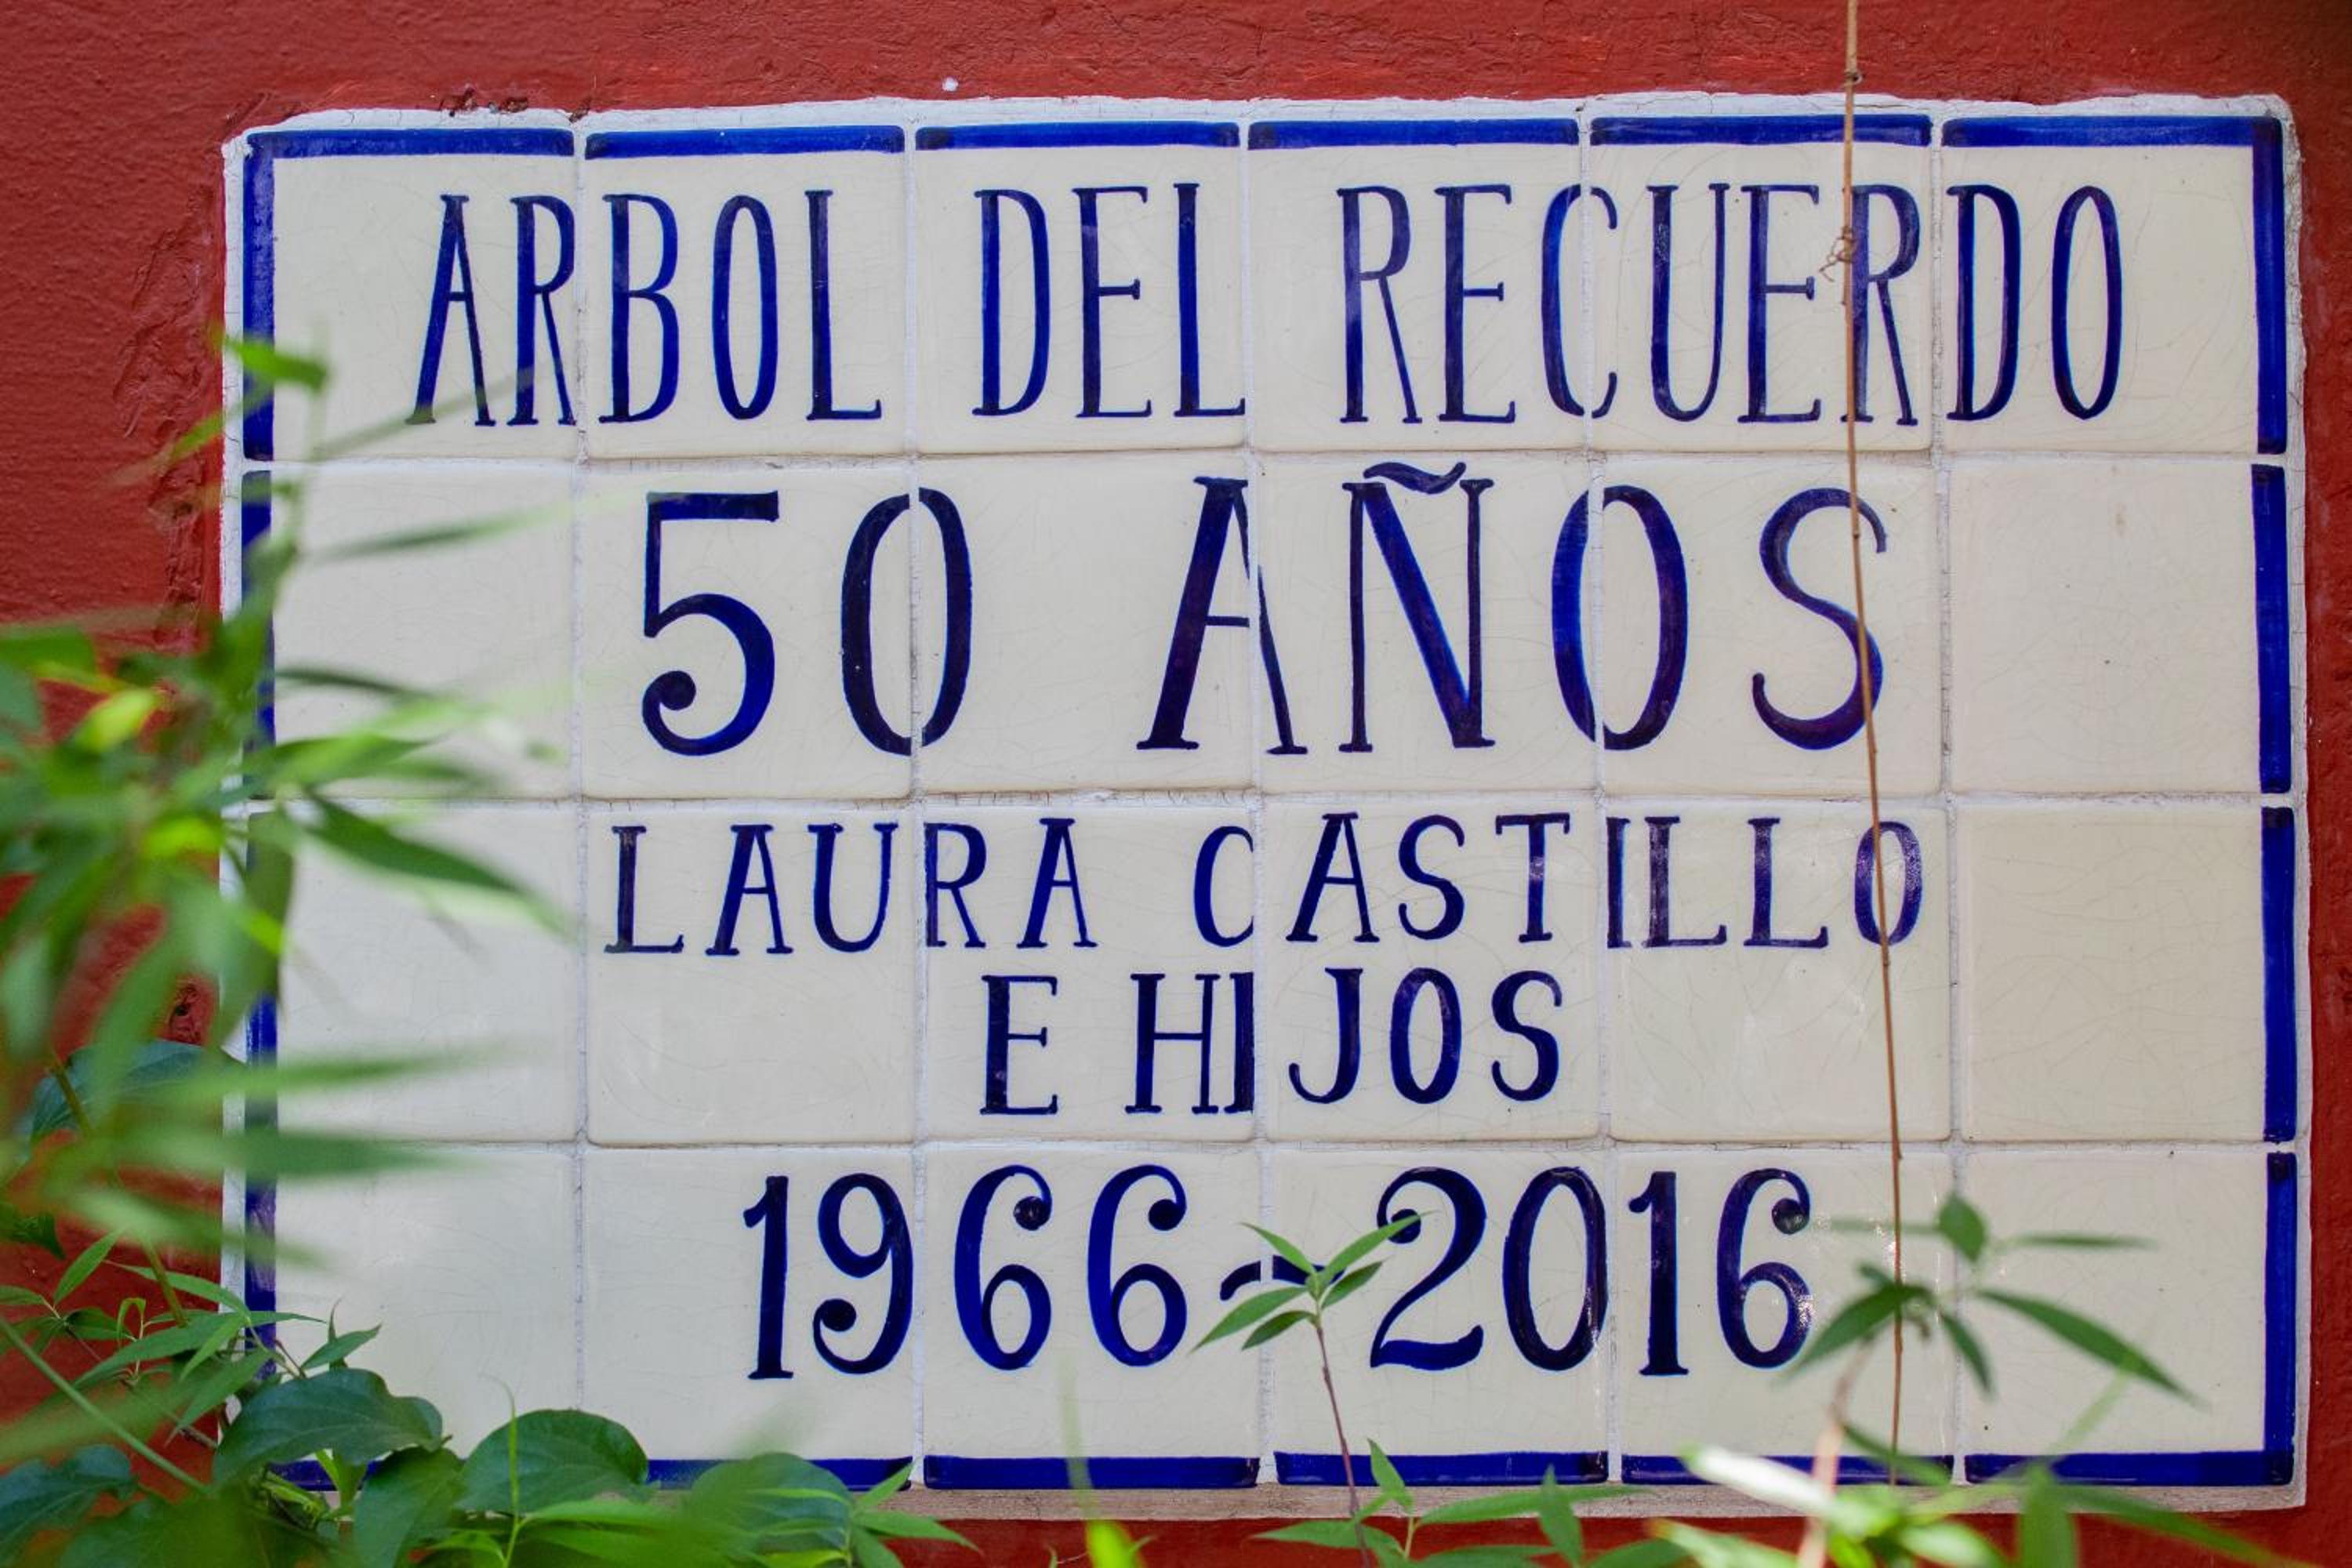 ARBOL DEL RECUERDO
50 AÑOS
LAURA CASTILLO
E HIJOS
1966~2016